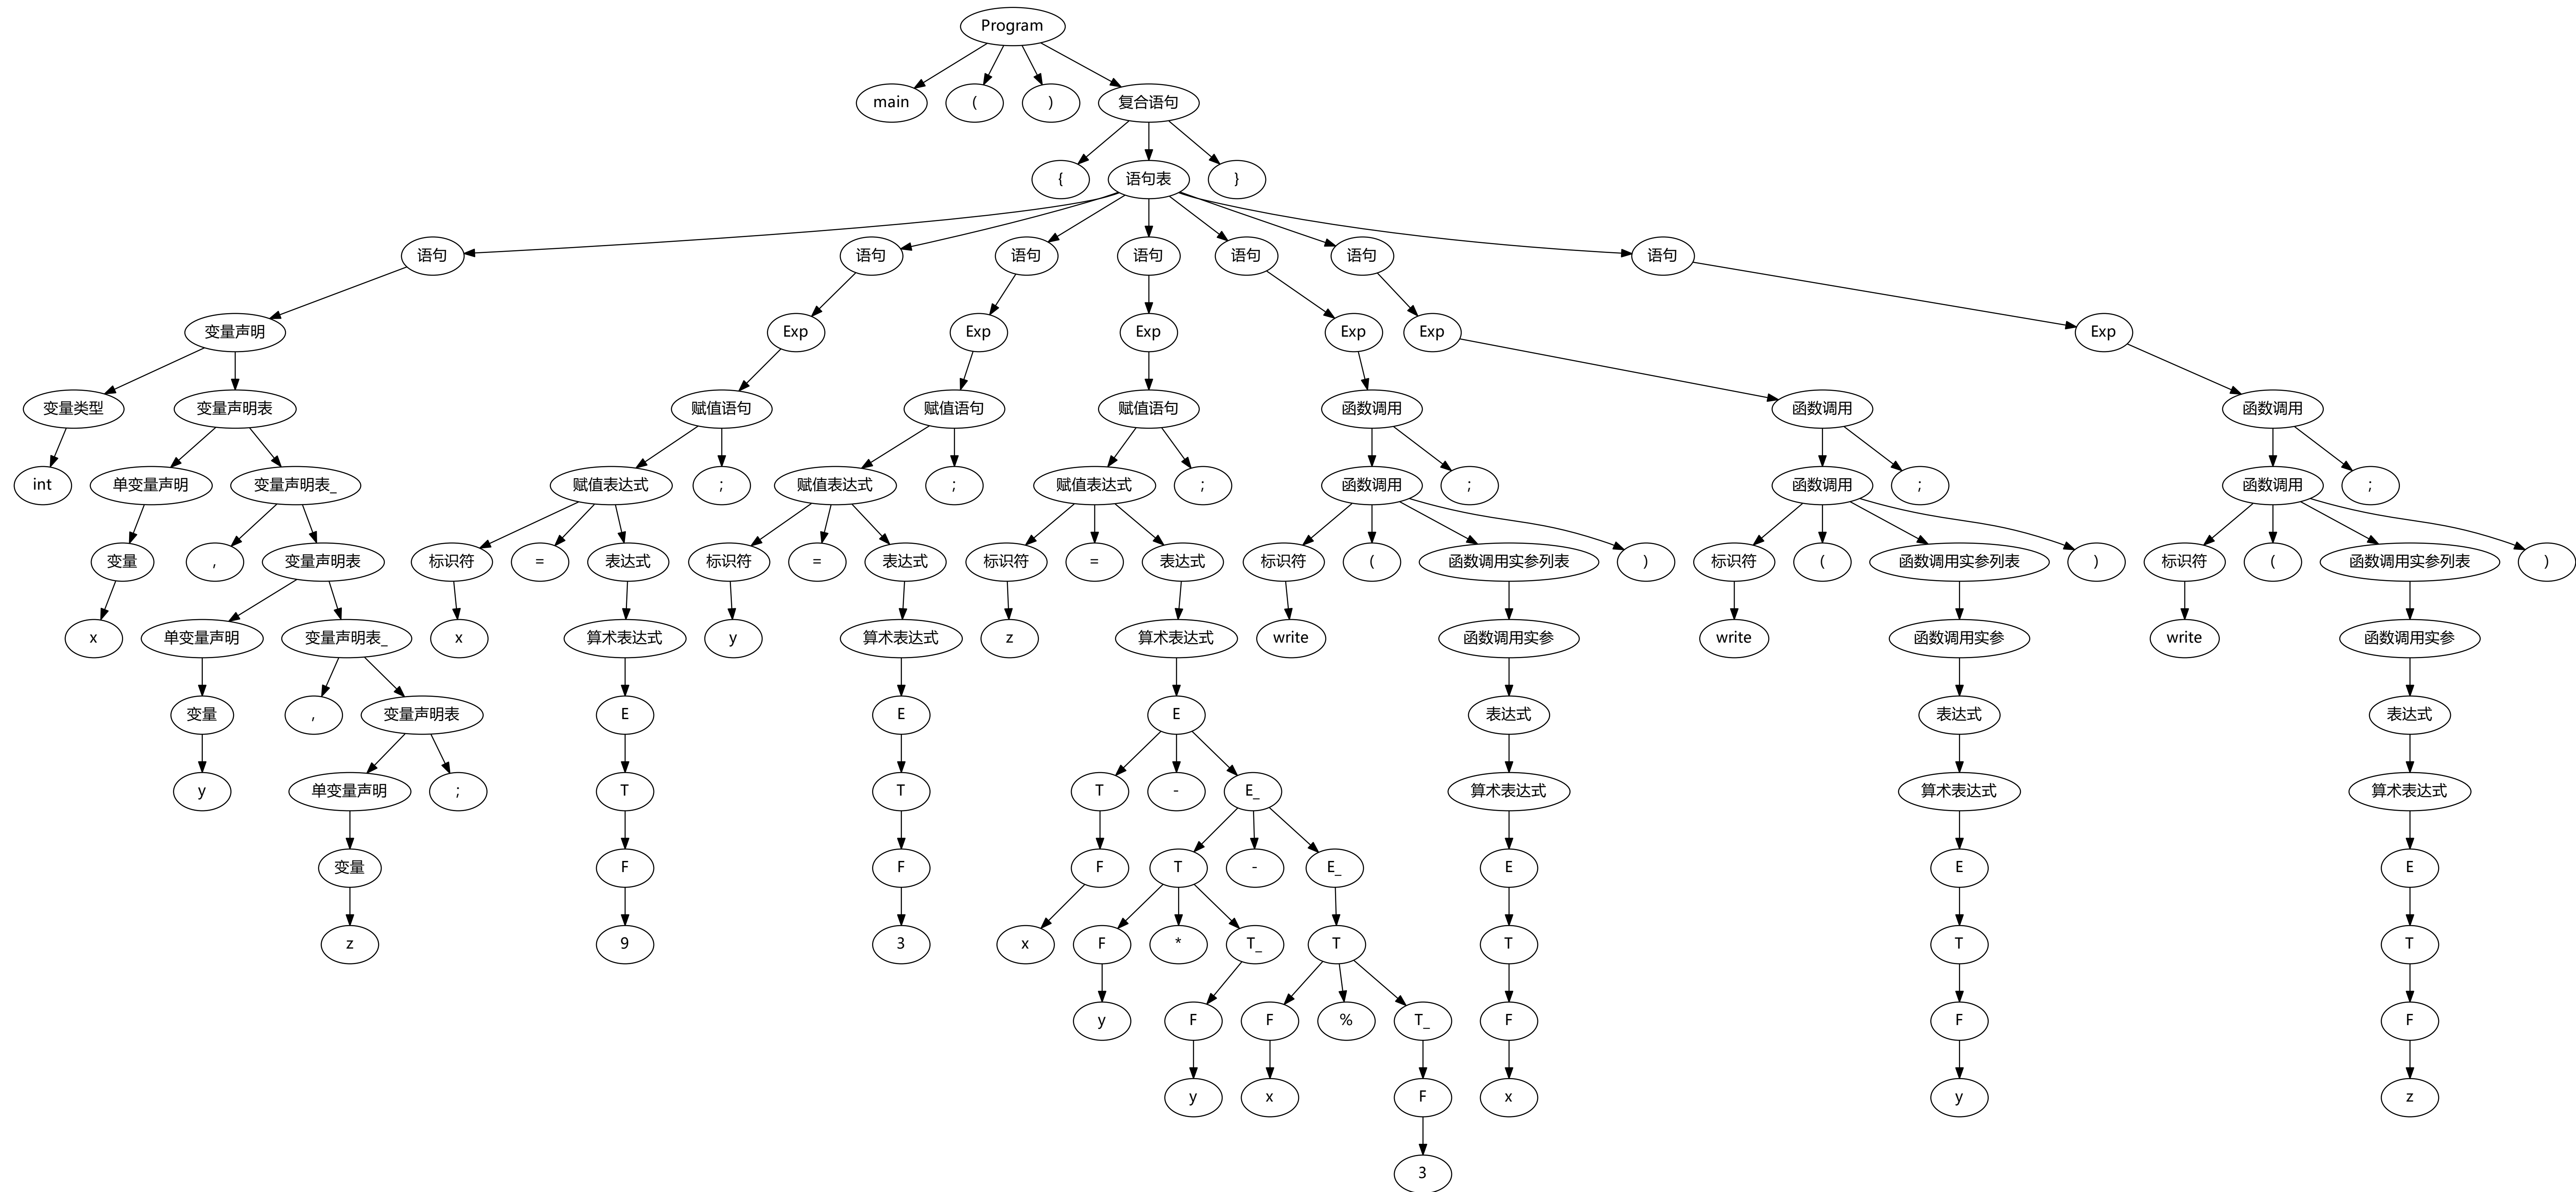 Program
main ( ) 复合语句
{ 语句表 }
语句 语句 语句 语句 语句 语句 语句
变量声明 Exp Exp Exp Exp Exp Exp
变量类型 变量声明表 赋值语句 赋值语句 赋值语句 函数调用 函数调用 函数调用
int 单变量声明 变量声明表_ 赋值表达式 ; 赋值表达式 ; 赋值表达式 ; 函数调用 ; 函数调用 ; 函数调用 ;
变量 , 变量声明表 标识符 = 表达式 标识符 = 表达式 标识符 = 表达式 标识符 ( 函数调用实参列表 ) 标识符 ( 函数调用实参列表 ) 标识符 ( 函数调用实参列表 )
x 单变量声明 变量声明表_ x 算术表达式 y 算术表达式 z 算术表达式 write 函数调用实参 write 函数调用实参 write 函数调用实参
变量 , 变量声明表 E E E 表达式 表达式 表达式
y 单变量声明 ; T T T - E_ 算术表达式 算术表达式 算术表达式
变量 F F F T - E_ E E E
z 9 3 x F * T_ T T T T
y F F % T_ F F F
y x F x y z
3